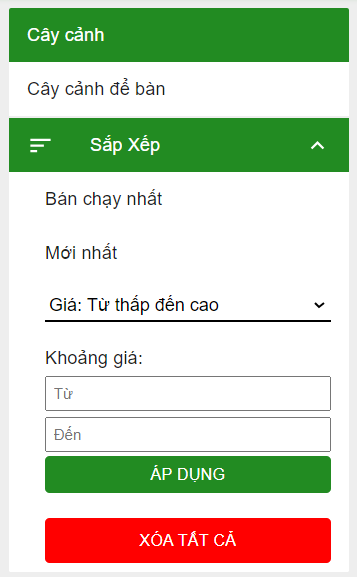 Cây cảnh
Cây cảnh để bàn
Sắp Xếp
Bán chạy nhất
Mới nhất
Giá: Từ thấp đến cao
Khoảng giá:
Từ
Đến
ÁP DỤNG
XÓA TẤT CẢ